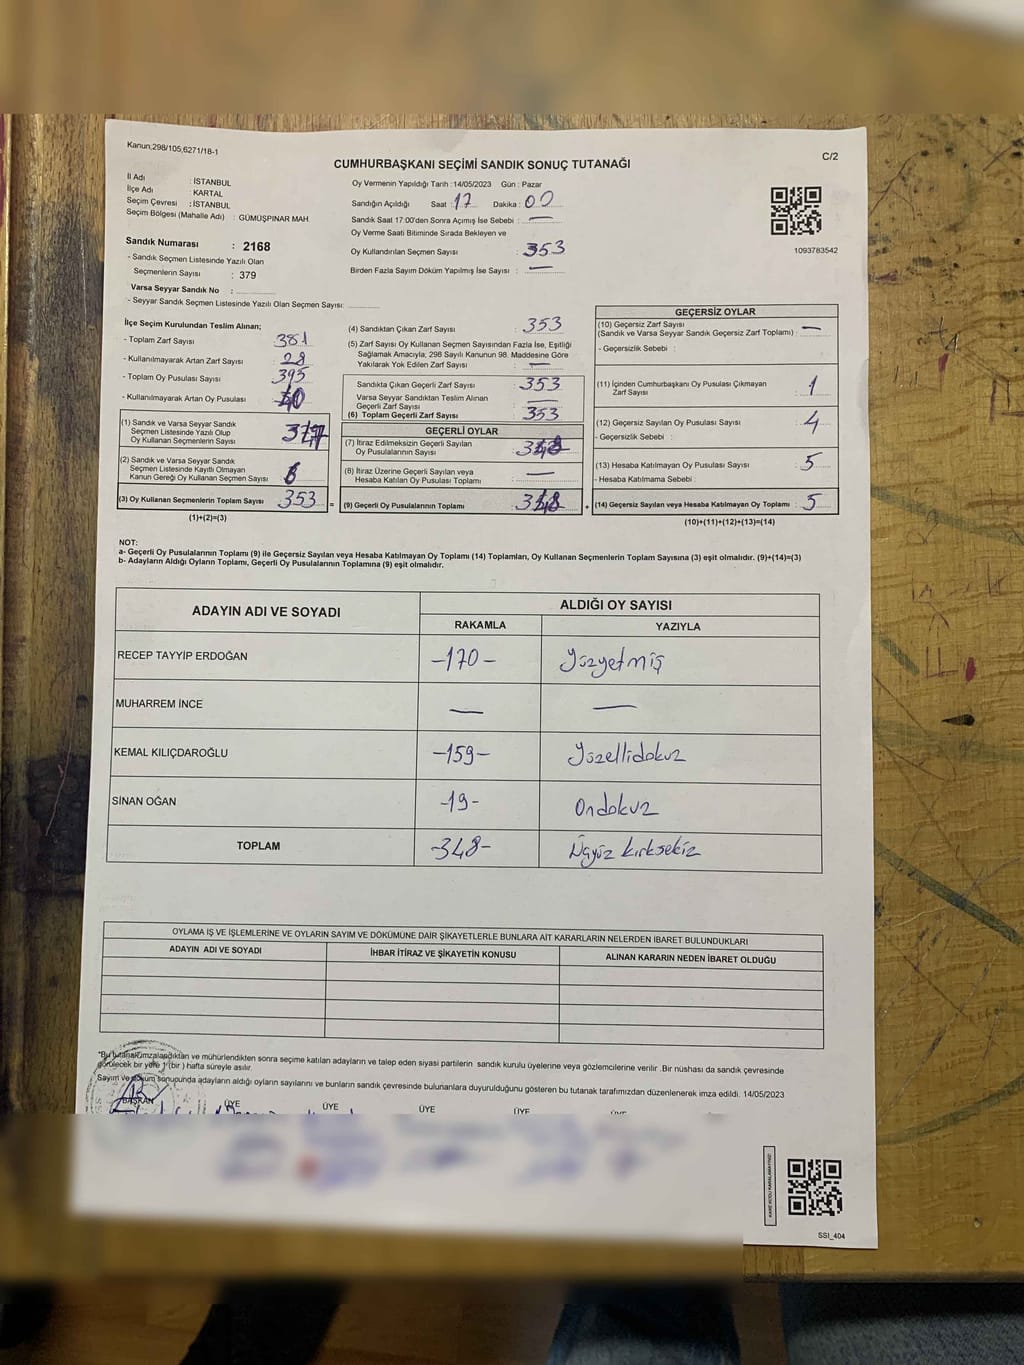 Kanun;298/105,6271/18-1
C/2
CUMHURBAŞKANI SEÇİMİ SANDIK SONUÇ TUTANAĞI
İl Adı : İSTANBUL
İlçe Adı : KARTAL
Seçim Çevresi : İSTANBUL
Seçim Bölgesi (Mahalle Adı) : GÜMÜŞPINAR MAH
Sandık Numarası : 2168
- Sandık Seçmen Listesinde Yazılı Olan
Seçmenlerin Sayısı : 379
Varsa Seyyar Sandık No :
- Seyyar Sandık Seçmen Listesinde Yazılı Olan Seçmen Sayısı:
Oy Vermenin Yapıldığı Tarih :14/05/2023 Gün : Pazar
Sandığın Açıldığı Saat : 17 Dakika : 00
Sandık Saat 17:00'den Sonra Açımış İse Sebebi : —
Oy Verme Saati Bitiminde Sırada Bekleyen ve
Oy Kullandırılan Seçmen Sayısı : 353
Birden Fazla Sayım Döküm Yapılmış İse Sayısı : —
1093783542
İlçe Seçim Kurulundan Teslim Alınan;
- Toplam Zarf Sayısı : 381
- Kullanılmayarak Artan Zarf Sayısı : 28
- Toplam Oy Pusulası Sayısı : 395
- Kullanılmayarak Artan Oy Pusulası :
(1) Sandık ve Varsa Seyyar Sandık
Seçmen Listesinde Yazılı Olup
Oy Kullanan Seçmenlerin Sayısı
(2) Sandık ve Varsa Seyyar Sandık
Seçmen Listesinde Kayıtlı Olmayan
Kanun Gereği Oy Kullanan Seçmen Sayısı
(3) Oy Kullanan Seçmenlerin Toplam Sayısı : 353
(1)+(2)=(3)
(4) Sandıktan Çıkan Zarf Sayısı : 353
(5) Zarf Sayısı Oy Kullanan Seçmen Sayısından Fazla İse, Eşitliği
Sağlamak Amacıyla, 298 Sayılı Kanunun 98. Maddesine Göre
Yakılarak Yok Edilen Zarf Sayısı : —
Sandıkta Çıkan Geçerli Zarf Sayısı : 353
Varsa Seyyar Sandıktan Teslim Alınan
Geçerli Zarf Sayısı : —
(6) Toplam Geçerli Zarf Sayısı : 353
GEÇERLİ OYLAR
(7) İtiraz Edilmeksizin Geçerli Sayılan
Oy Pusulalarının Sayısı : 348
(8) İtiraz Üzerine Geçerli Sayılan veya
Hesaba Katılan Oy Pusulası Toplamı : —
= (9) Geçerli Oy Pusulalarının Toplamı : 348
GEÇERSİZ OYLAR
(10) Geçersiz Zarf Sayısı
(Sandık ve Varsa Seyyar Sandık Geçersiz Zarf Toplamı) : —
- Geçersizlik Sebebi :
(11) İçinden Cumhurbaşkanı Oy Pusulası Çıkmayan
Zarf Sayısı : 1
(12) Geçersiz Sayılan Oy Pusulası Sayısı : 4
- Geçersizlik Sebebi :
(13) Hesaba Katılmayan Oy Pusulası Sayısı : 5
- Hesaba Katılmama Sebebi :
+ (14) Geçersiz Sayılan veya Hesaba Katılmayan Oy Toplamı : 5
(10)+(11)+(12)+(13)=(14)
NOT:
a- Geçerli Oy Pusulalarının Toplamı (9) ile Geçersiz Sayılan veya Hesaba Katılmayan Oy Toplamı (14) Toplamları, Oy Kullanan Seçmenlerin Toplam Sayısına (3) eşit olmalıdır. (9)+(14)=(3)
b- Adayların Aldığı Oyların Toplamı, Geçerli Oy Pusulalarının Toplamına (9) eşit olmalıdır.
ADAYIN ADI VE SOYADI
ALDIĞI OY SAYISI
RAKAMLA YAZIYLA
RECEP TAYYİP ERDOĞAN -170- Yüzyetmiş
MUHARREM İNCE — —
KEMAL KILIÇDAROĞLU -159- Yüzellidokuz
SİNAN OĞAN -19- Ondokuz
TOPLAM -348- Üçyüz kırksekiz
OYLAMA İŞ VE İŞLEMLERİNE VE OYLARIN SAYIM VE DÖKÜMÜNE DAİR ŞİKAYETLERLE BUNLARA AİT KARARLARIN NELERDEN İBARET BULUNDUKLARI
ADAYIN ADI VE SOYADI İHBAR İTİRAZ VE ŞİKAYETİN KONUSU ALINAN KARARIN NEDEN İBARET OLDUĞU
"Bu tutanak imzalandıktan ve mühürlendikten sonra seçime katılan adayların ve talep eden siyasi partilerin sandık kurulu üyelerine veya gözlemcilerine verilir .Bir nüshası da sandık çevresinde
görülecek bir yere 1 (bir ) hafta süreyle asılır.
Sayım ve döküm sonucunda adayların aldığı oyların sayılarını ve bunların sandık çevresinde bulunanlara duyurulduğunu gösteren bu tutanak tarafımızdan düzenlenerek imza edildi. 14/05/2023
BAŞKAN ÜYE ÜYE ÜYE ÜYE ÜYE
SSI_404